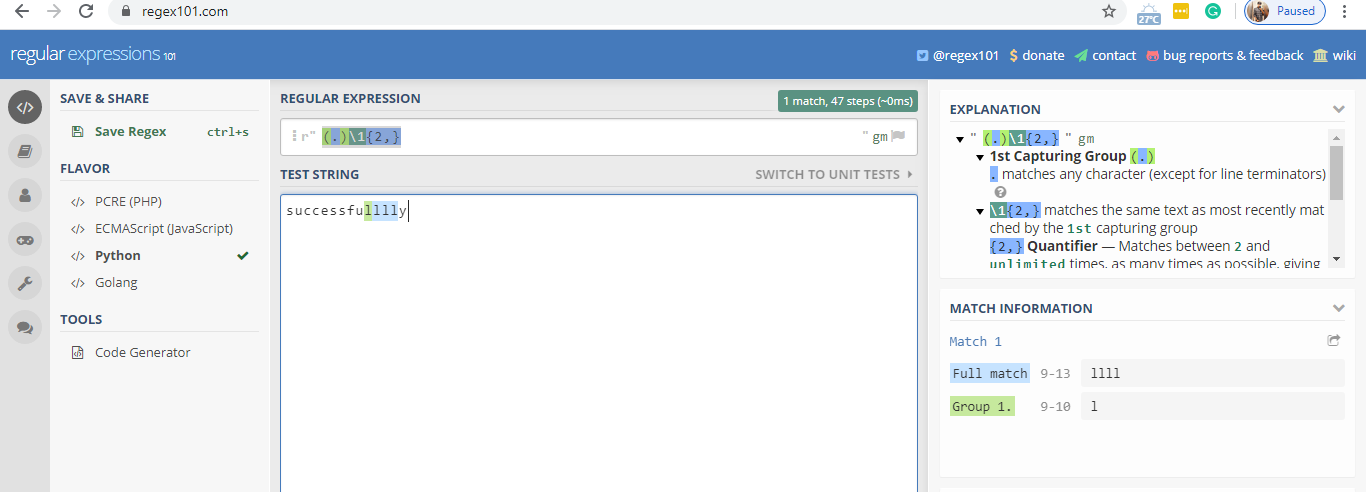 regex101.com
27°C
Paused
regular expressions 101
@regex101
$ donate
contact
bug reports & feedback
wiki
SAVE & SHARE
Save Regex ctrl+s
FLAVOR
</> PCRE (PHP)
</> ECMAScript (JavaScript)
</> Python
</> Golang
TOOLS
Code Generator
REGULAR EXPRESSION
1 match, 47 steps (~0ms)
r" (.)\1{2,} " gm
TEST STRING
SWITCH TO UNIT TESTS
successfullllly
EXPLANATION
" (.)\1{2,} " gm
1st Capturing Group (.)
. matches any character (except for line terminators)
\1{2,} matches the same text as most recently mat
ched by the 1st capturing group
{2,} Quantifier — Matches between 2 and
unlimited times, as many times as possible, giving
MATCH INFORMATION
Match 1
Full match 9-13 llll
Group 1. 9-10 l